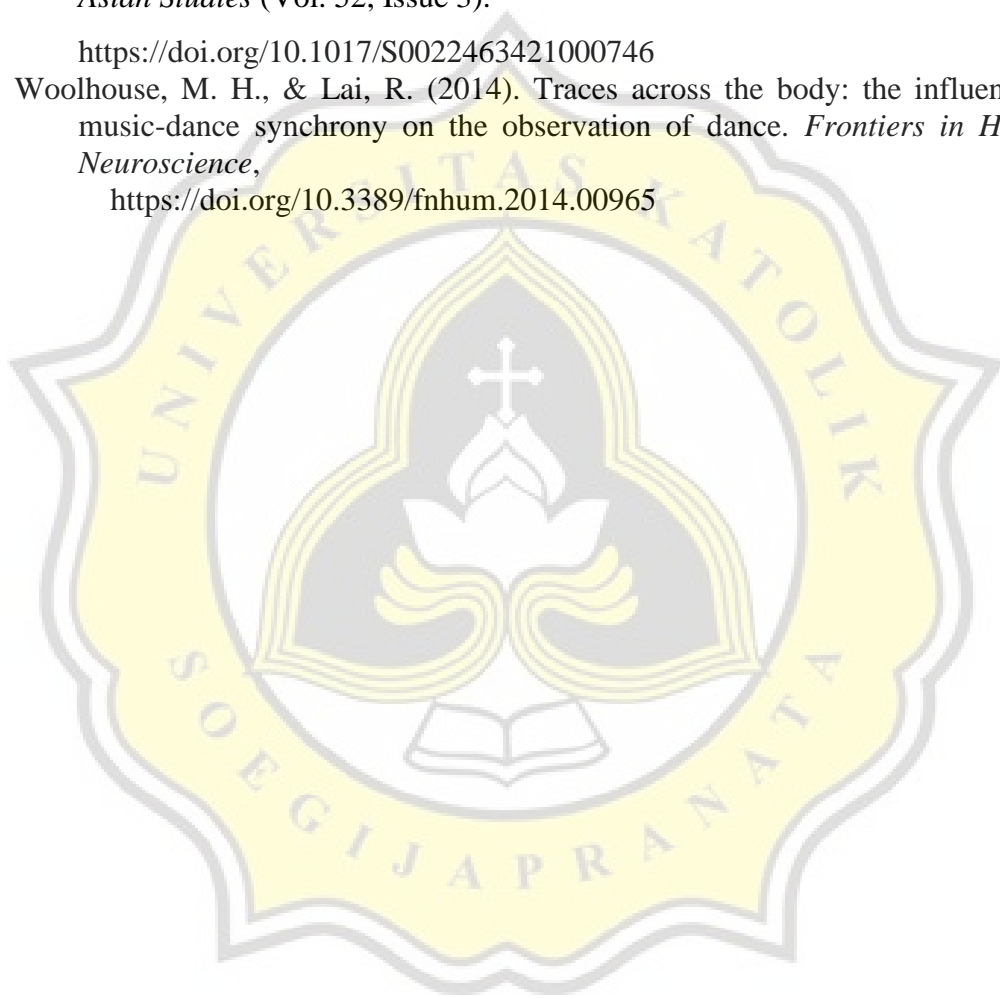 Asian Studies (Vol. 52, Issue 3).
https://doi.org/10.1017/S0022463421000746
Woolhouse, M. H., & Lai, R. (2014). Traces across the body: the
music-dance synchrony on the observation of dance. Frontiers in
Neuroscience,
https://doi.org/10.3389/fnhum.2014.00965
UNIVERSITAS KATOLIK
SOEGIJAPRANATA